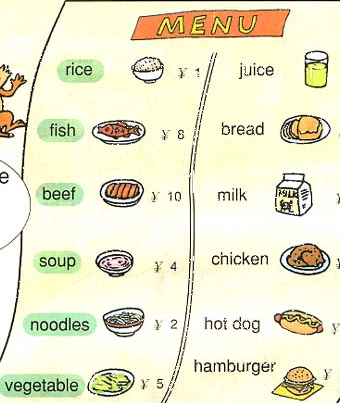 MENU
rice ¥ 1
fish ¥ 8
beef ¥ 10
soup ¥ 4
noodles ¥ 2
vegetable ¥ 5
juice
bread
milk ¥
chicken ¥
hot dog ¥
hamburger ¥
e